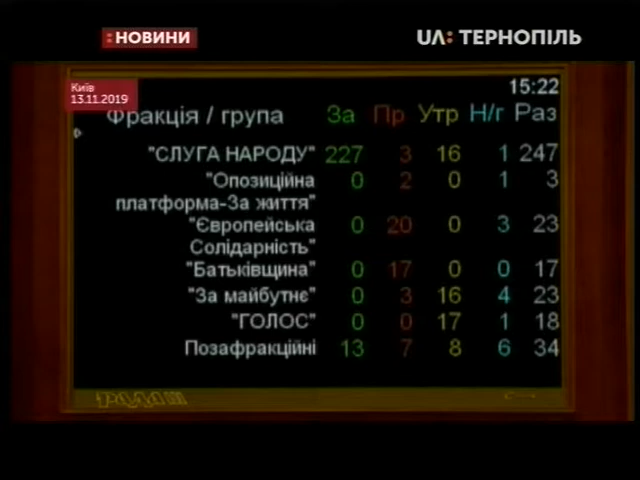 :НОВИНИ
UA: ТЕРНОПІЛЬ
Київ
13.11.2019
15:22
Фракція / група За Пр Утр Н/г Раз
"СЛУГА НАРОДУ" 227 3 16 1 247
"Опозиційна 0 2 0 1 3
платформа-За життя"
"Європейська 0 20 0 3 23
Солідарність"
"Батьківщина" 0 17 0 0 17
"За майбутнє" 0 3 16 4 23
"ГОЛОС" 0 0 17 1 18
Позафракційні 13 7 8 6 34